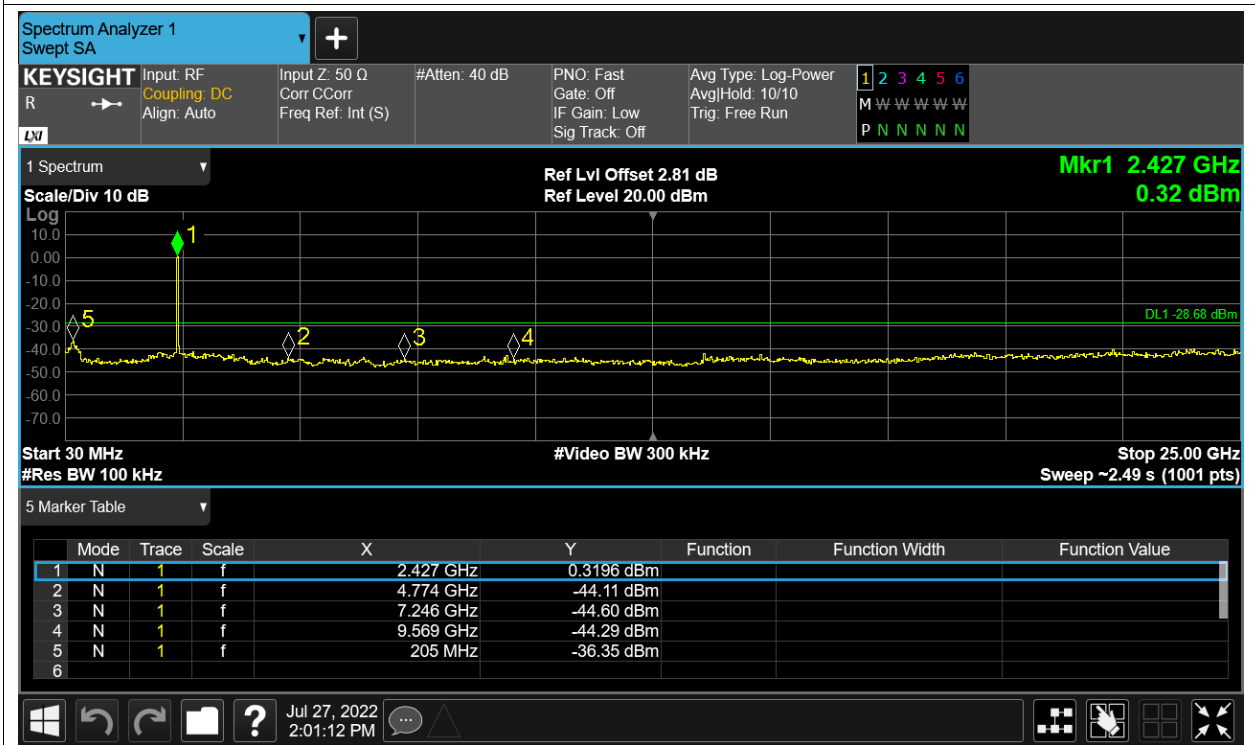 Spectrum Analyzer 1
Swept SA
+
KEYSIGHT Input: RF Input Z: 50 Ω #Atten: 40 dB PNO: Fast Avg Type: Log-Power 1 2 3 4 5 6
R Coupling: DC Corr CCorr Gate: Off Avg|Hold: 10/10 M W W W W W
Align: Auto Freq Ref: Int (S) IF Gain: Low Trig: Free Run
LXI Sig Track: Off P N N N N N
1 Spectrum Ref Lvl Offset 2.81 dB Mkr1 2.427 GHz
Scale/Div 10 dB Ref Level 20.00 dBm 0.32 dBm
Log
10.0 1
0.00
-10.0
-20.0
5 DL1 -28.68 dBm
-30.0
2 3 4
-40.0
-50.0
-60.0
-70.0
Start 30 MHz #Video BW 300 kHz Stop 25.00 GHz
#Res BW 100 kHz Sweep ~2.49 s (1001 pts)
5 Marker Table
Mode Trace Scale X Y Function Function Width Function Value
1 N 1 f 2.427 GHz 0.3196 dBm
2 N 1 f 4.774 GHz -44.11 dBm
3 N 1 f 7.246 GHz -44.60 dBm
4 N 1 f 9.569 GHz -44.29 dBm
5 N 1 f 205 MHz -36.35 dBm
6
? Jul 27, 2022
2:01:12 PM